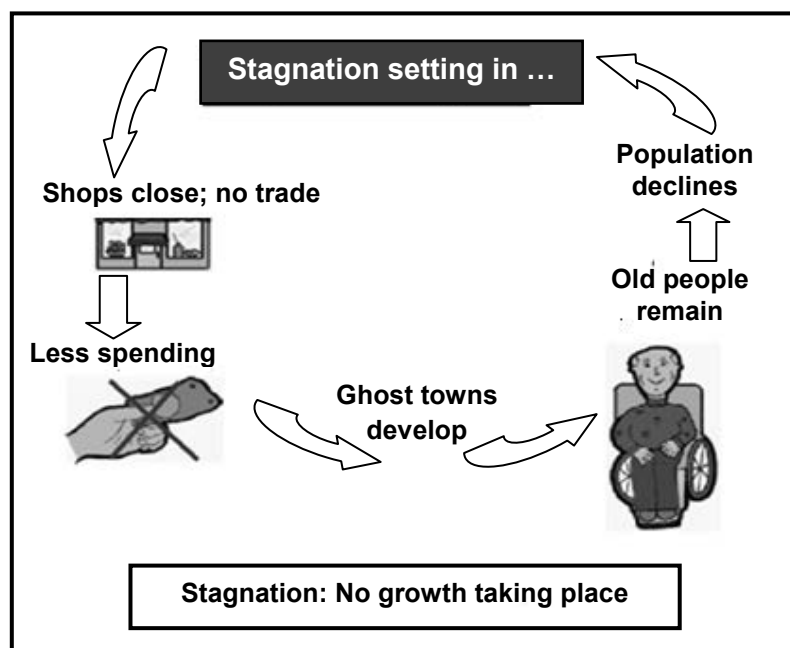 Stagnation setting in …
Shops close; no trade
Less spending
Ghost towns
develop
Old people
remain
Population
declines
Stagnation: No growth taking place